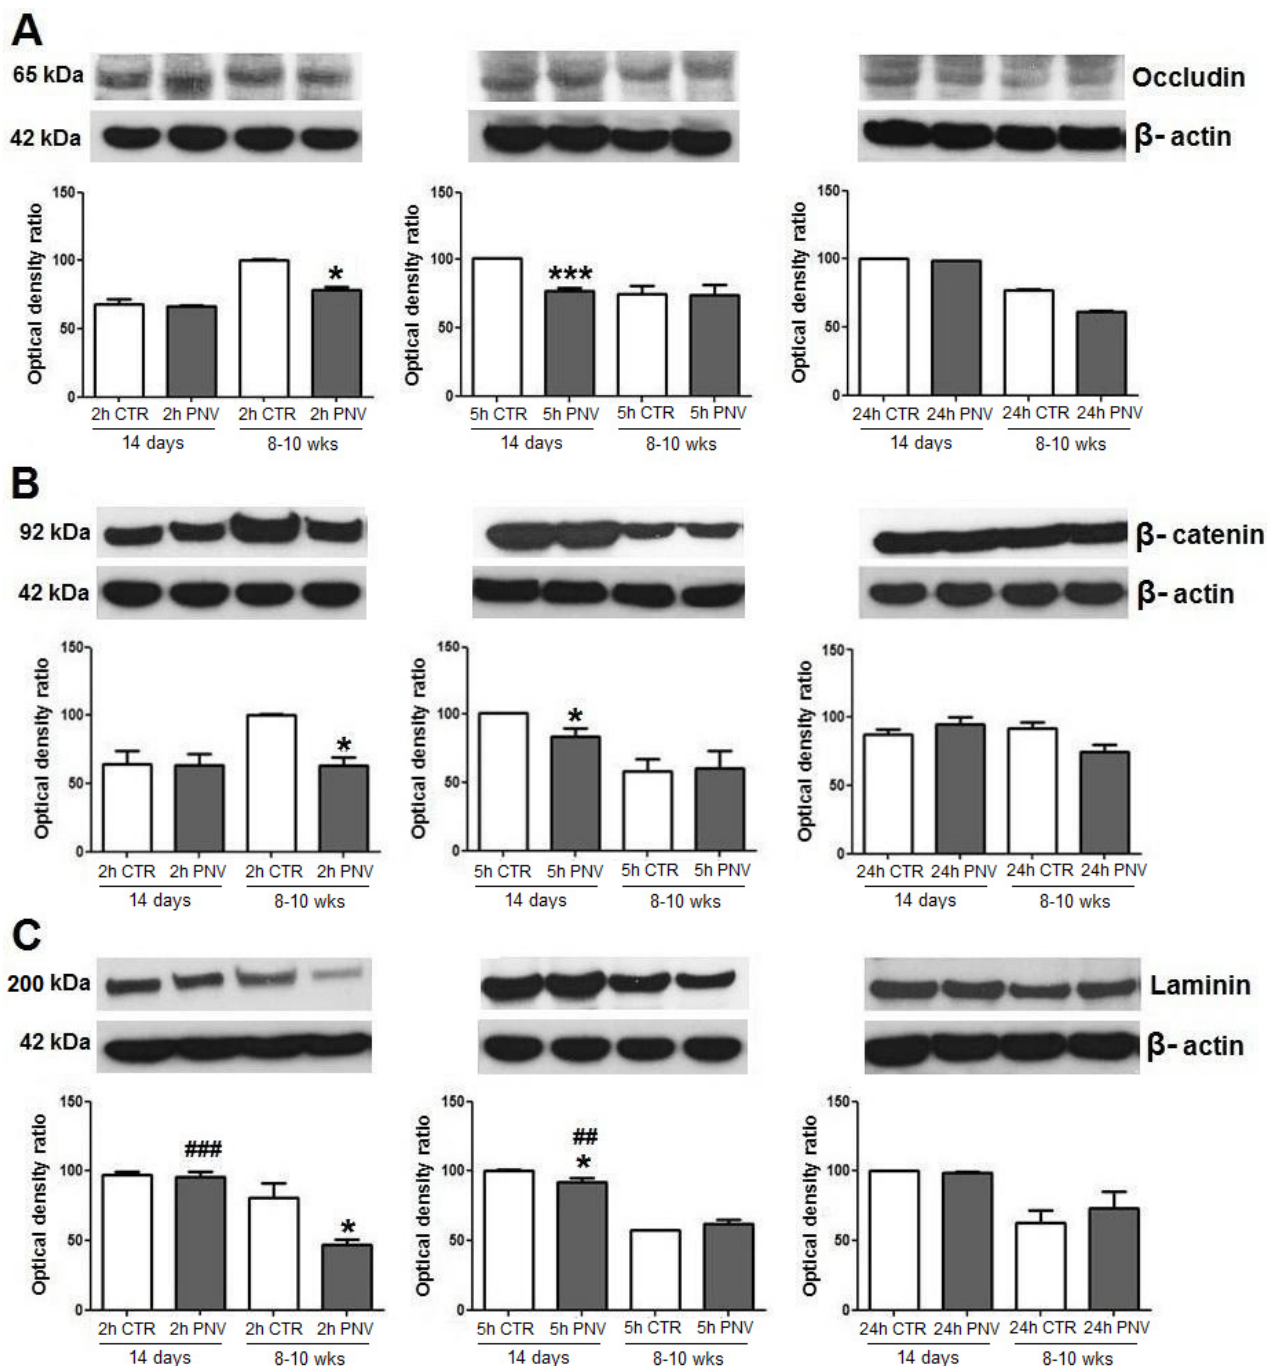 A
65 kDa
Occludin
42 kDa
β- actin
Optical density ratio
150
100
50
0
*
2h CTR 2h PNV 2h CTR 2h PNV
14 days 8-10 wks
Optical density ratio
150
100
50
0
***
5h CTR 5h PNV 5h CTR 5h PNV
14 days 8-10 wks
Optical density ratio
150
100
50
0
24h CTR 24h PNV 24h CTR 24h PNV
14 days 8-10 wks
B
92 kDa
β- catenin
42 kDa
β- actin
Optical density ratio
150
100
50
0
*
2h CTR 2h PNV 2h CTR 2h PNV
14 days 8-10 wks
Optical density ratio
150
100
50
0
*
5h CTR 5h PNV 5h CTR 5h PNV
14 days 8-10 wks
Optical density ratio
150
100
50
0
24h CTR 24h PNV 24h CTR 24h PNV
14 days 8-10 wks
C
200 kDa
Laminin
42 kDa
β- actin
Optical density ratio
150
100
50
0
###
*
2h CTR 2h PNV 2h CTR 2h PNV
14 days 8-10 wks
Optical density ratio
150
100
50
0
##
*
5h CTR 5h PNV 5h CTR 5h PNV
14 days 8-10 wks
Optical density ratio
150
100
50
0
24h CTR 24h PNV 24h CTR 24h PNV
14 days 8-10 wks